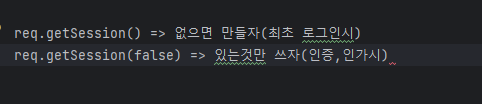 req.getSession() => 없으면 만들자(최초 로그인시)
req.getSession(false) => 있는것만 쓰자(인증,인가시)